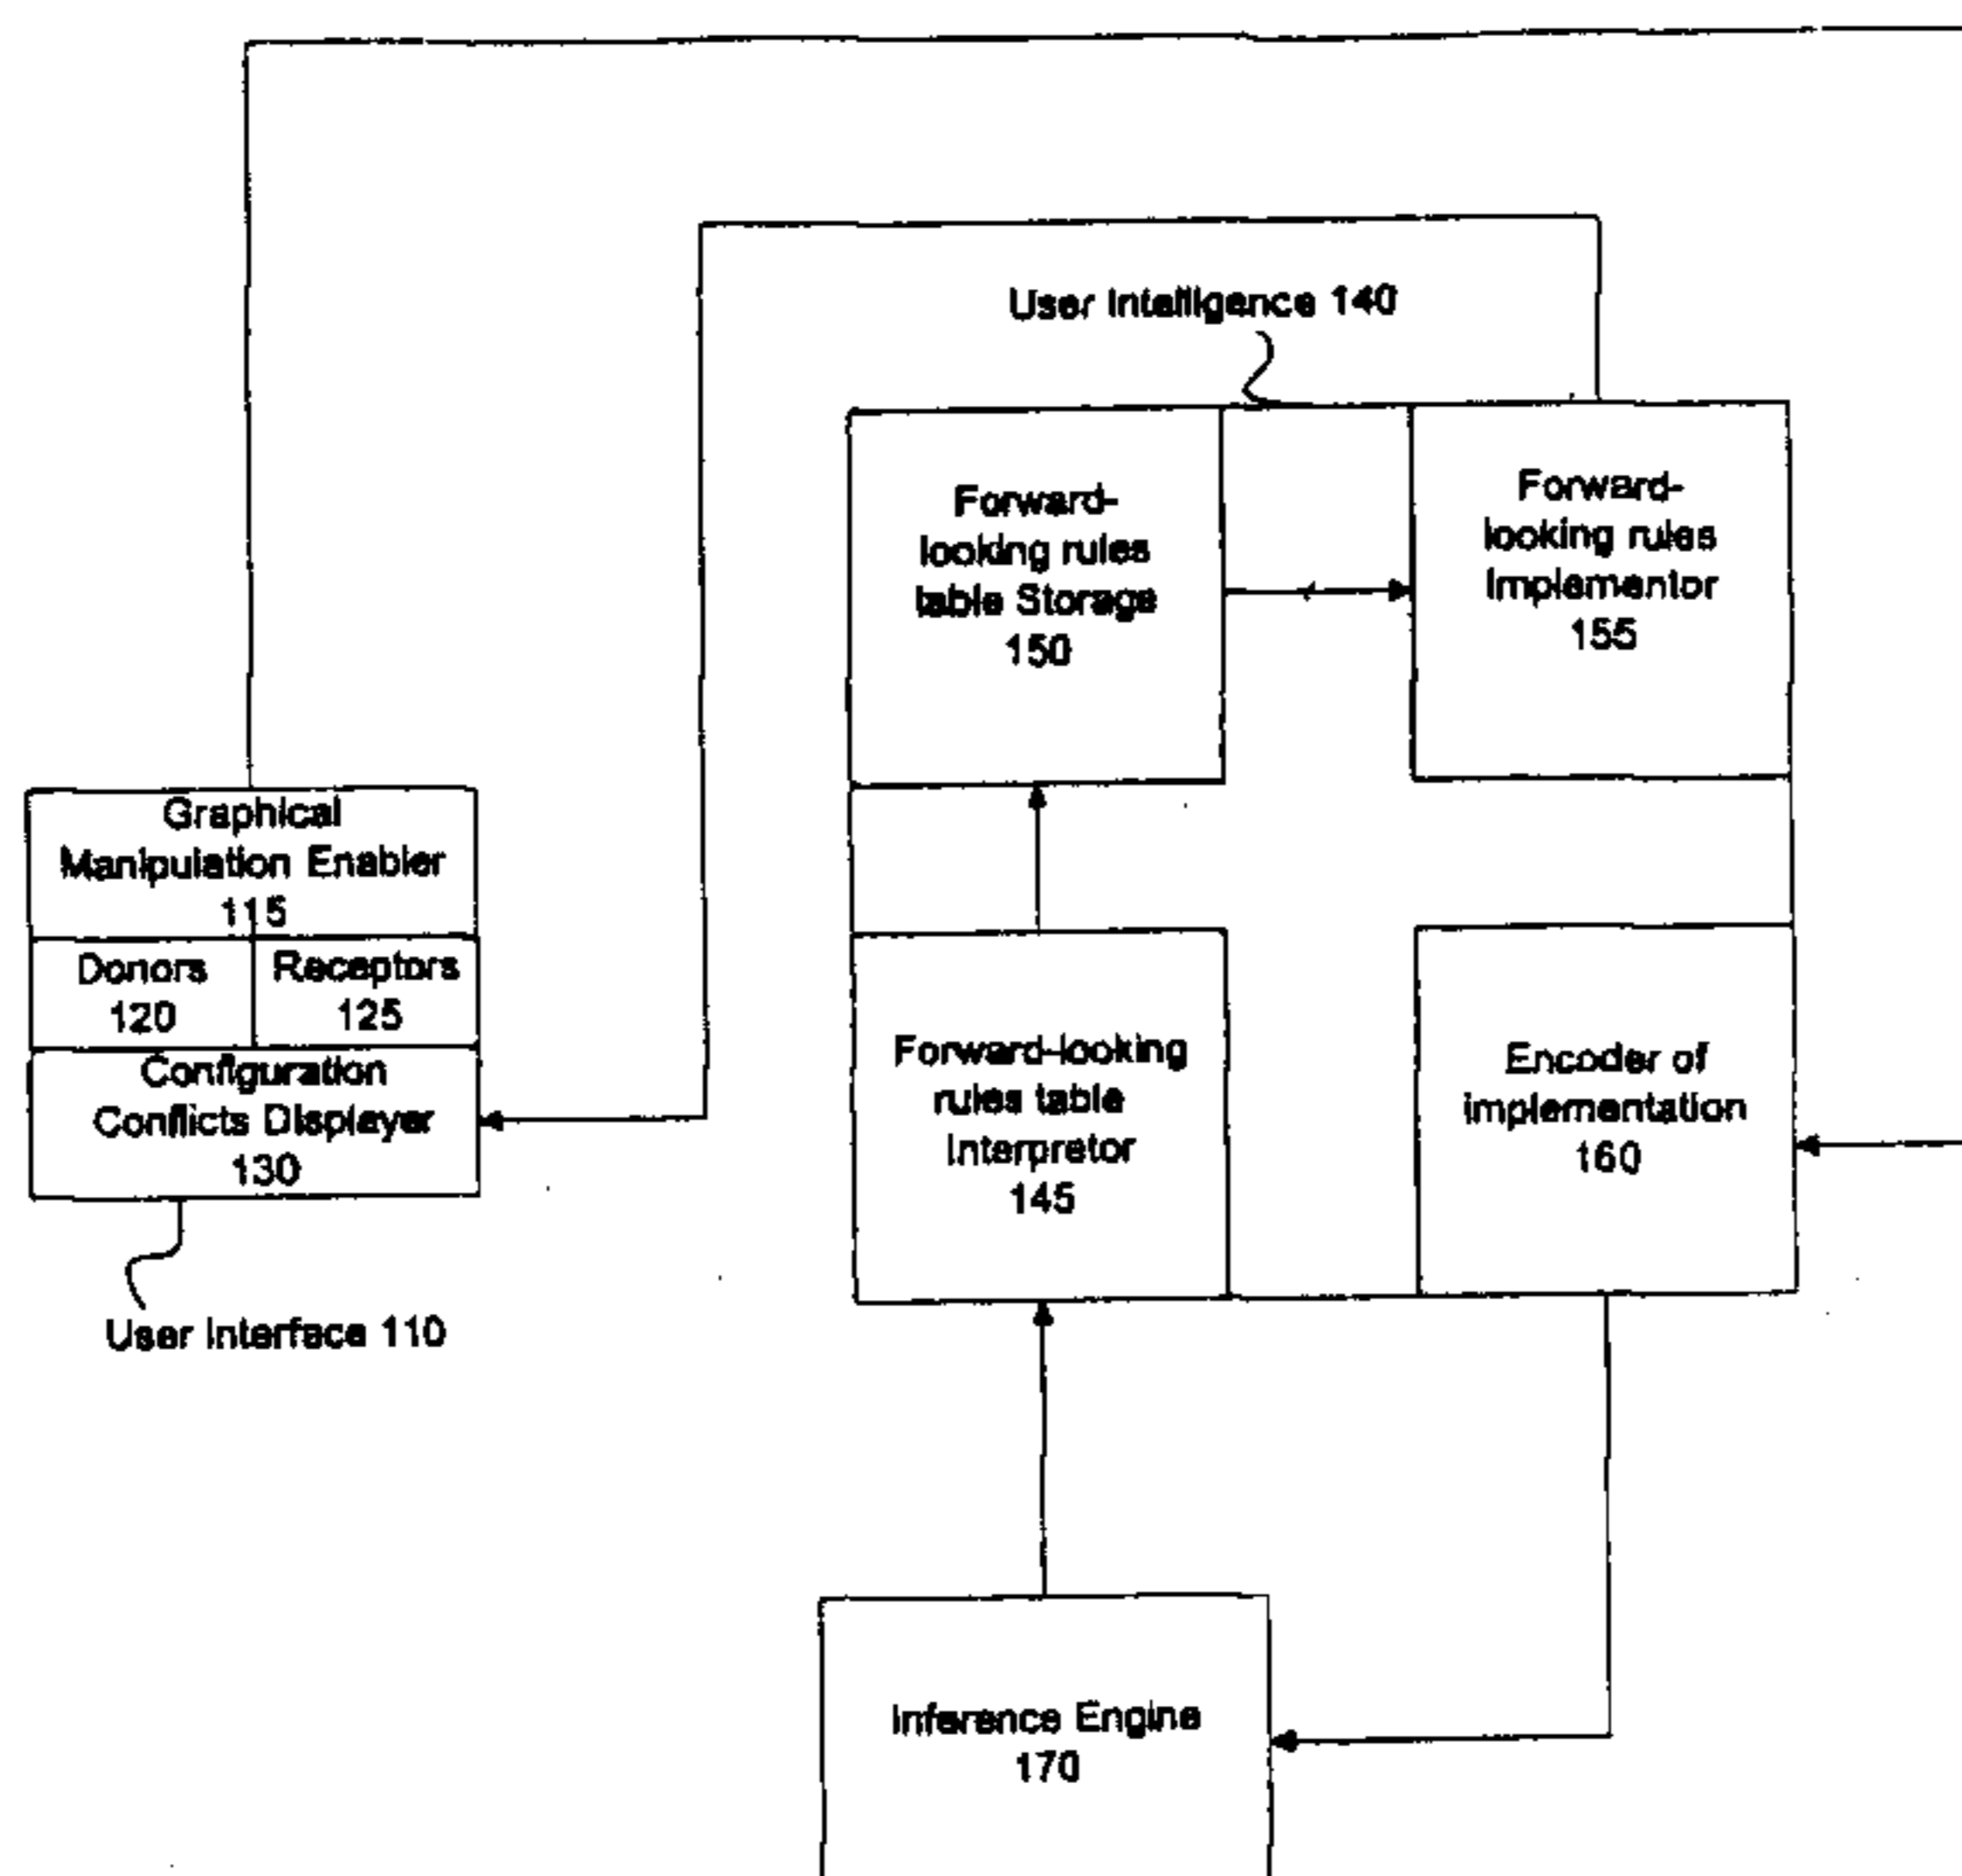 User Intelligence 140
Forward-
looking rules
table Storage
150
Forward-
looking rules
Implementor
155
Graphical
Manipulation Enabler
115
Donors
120
Receptors
125
Configuration
Conflicts Displayer
130
User Interface 110
Forward-looking
rules table
Interpretor
145
Encoder of
implementation
160
Inference Engine
170